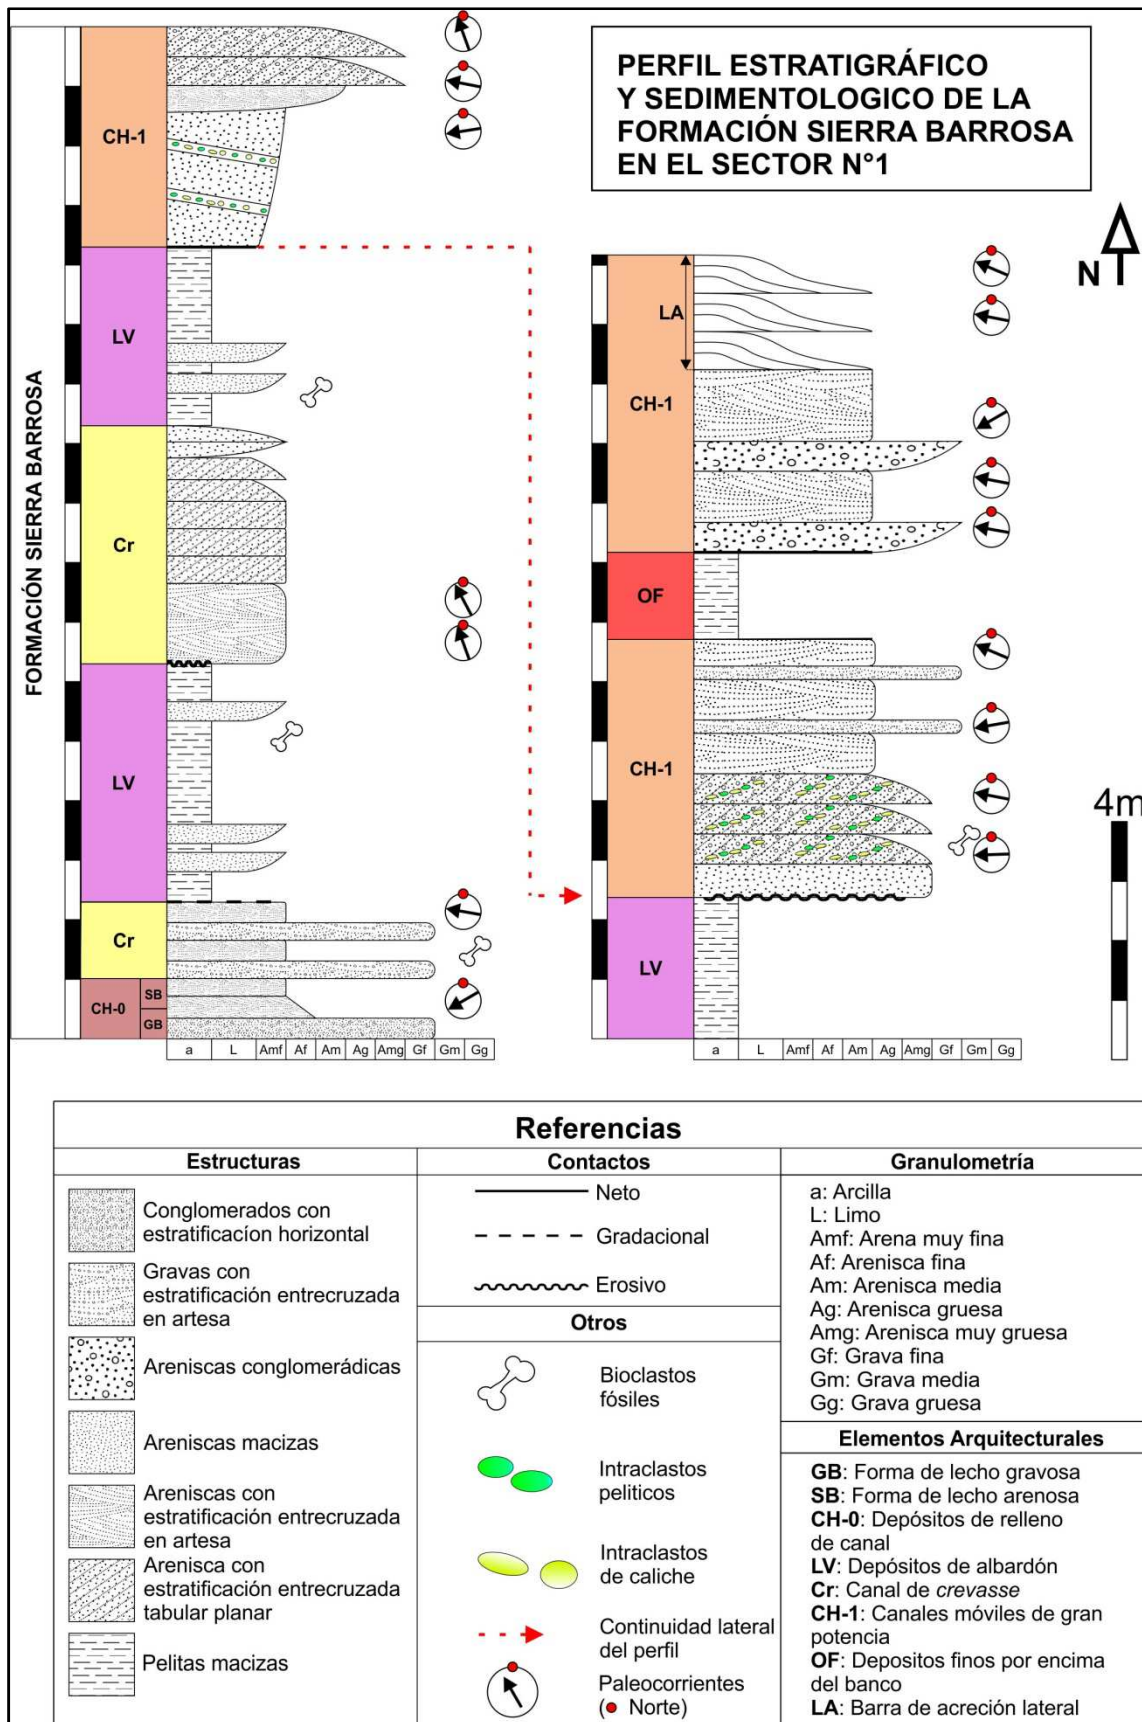 PERFIL ESTRATIGRÁFICO
Y SEDIMENTOLOGICO DE LA
FORMACIÓN SIERRA BARROSA
EN EL SECTOR N°1
N
4m
FORMACIÓN SIERRA BARROSA
CH-1
LV
Cr
LV
Cr
CH-0
SB
GB
a L Amf Af Am Ag Amg Gf Gm Gg
LA
CH-1
OF
CH-1
LV
a L Amf Af Am Ag Amg Gf Gm Gg
Referencias
Estructuras
Conglomerados con
estratificacíon horizontal
Gravas con
estratificación entrecruzada
en artesa
Areniscas conglomerádicas
Areniscas macizas
Areniscas con
estratificación entrecruzada
en artesa
Arenisca con
estratificación entrecruzada
tabular planar
Pelitas macizas
Contactos
Neto
Gradacional
Erosivo
Otros
Bioclastos
fósiles
Intraclastos
peliticos
Intraclastos
de caliche
Continuidad lateral
del perfil
Paleocorrientes
(● Norte)
Granulometría
a: Arcilla
L: Limo
Amf: Arena muy fina
Af: Arenisca fina
Am: Arenisca media
Ag: Arenisca gruesa
Amg: Arenisca muy gruesa
Gf: Grava fina
Gm: Grava media
Gg: Grava gruesa
Elementos Arquitecturales
GB: Forma de lecho gravosa
SB: Forma de lecho arenosa
CH-0: Depósitos de relleno
de canal
LV: Depósitos de albardón
Cr: Canal de crevasse
CH-1: Canales móviles de gran
potencia
OF: Depositos finos por encima
del banco
LA: Barra de acreción lateral